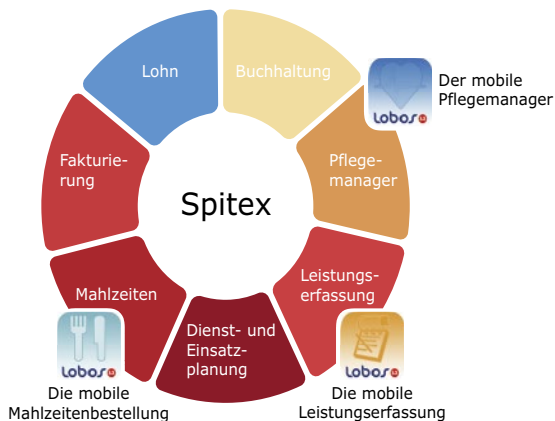 Lohn
Buchhaltung
Lobos
Der mobile
Pflegemanager
Fakturie-
rung
Pflege-
manager
Spitex
Mahlzeiten
Leistungs-
erfassung
Dienst- und
Einsatz-
planung
Lobos
Lobos
Die mobile
Mahlzeitenbestellung
Die mobile
Leistungserfassung